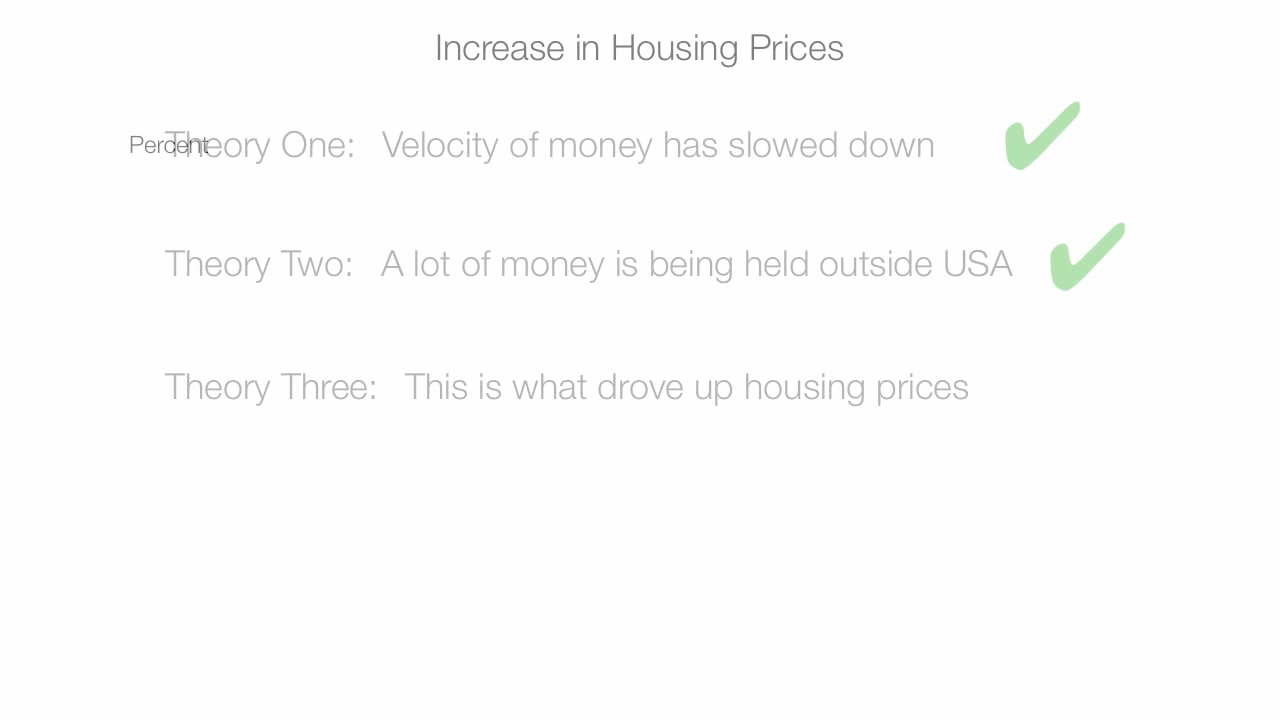 Increase in Housing Prices
Percent
Theory One: Velocity of money has slowed down
Theory Two: A lot of money is being held outside USA
Theory Three: This is what drove up housing prices